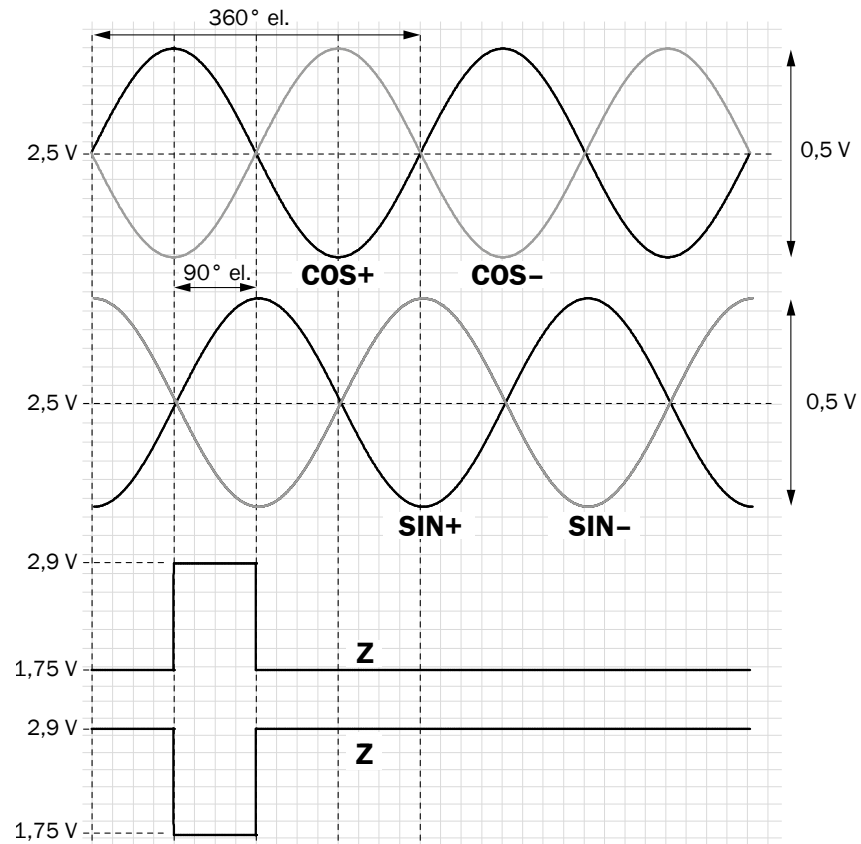 360° el.
2,5 V
0,5 V
COS+ COS–
90° el.
2,5 V
0,5 V
SIN+ SIN–
2,9 V
Z
1,75 V
2,9 V
Z
1,75 V